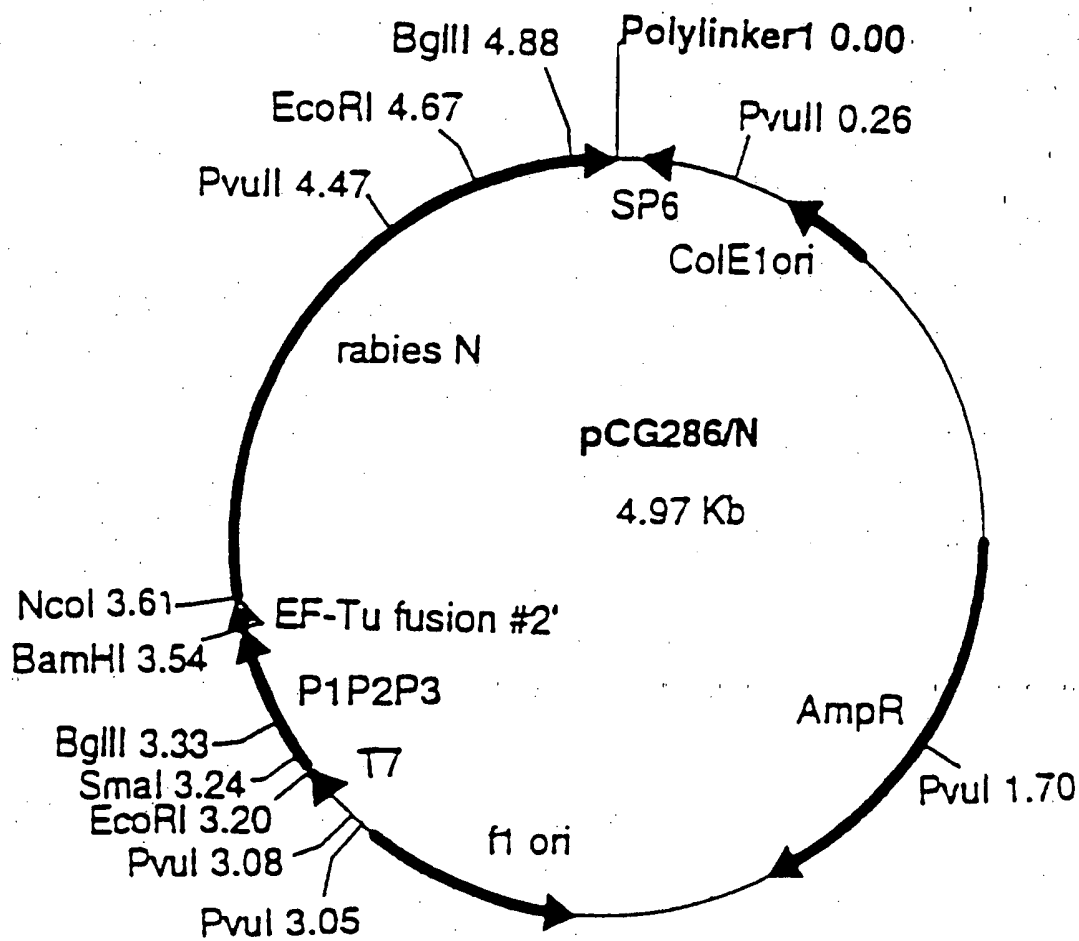 BglII 4.88
Polylinker1 0.00
EcoRI 4.67
PvuII 0.26
PvuII 4.47
SP6
ColE1ori
rabies N
pCG286/N
4.97 Kb
NcoI 3.61
EF-Tu fusion #2'
BamHI 3.54
P1P2P3
AmpR
BglII 3.33
T7
SmaI 3.24
PvuI 1.70
EcoRI 3.20
f1 ori
PvuI 3.08
PvuI 3.05